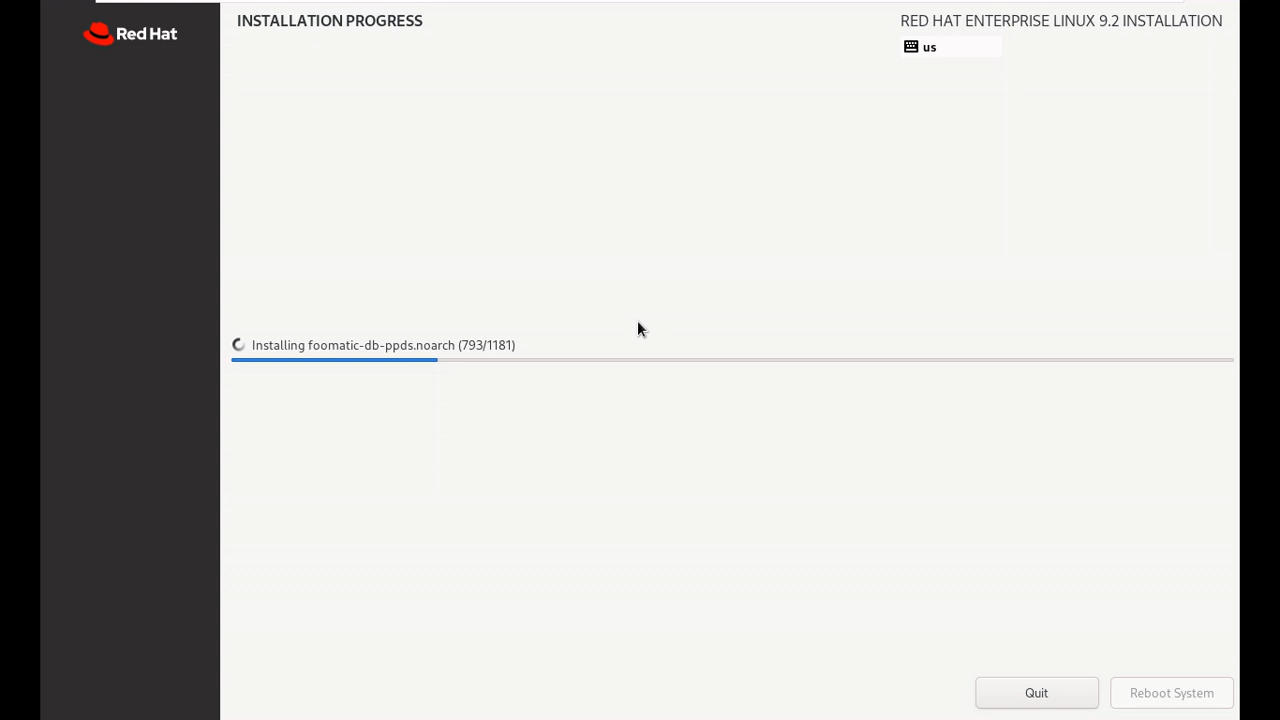 Red Hat
INSTALLATION PROGRESS
RED HAT ENTERPRISE LINUX 9.2 INSTALLATION
us
Installing foomatic-db-ppds.noarch (793/1181)
Quit
Reboot System